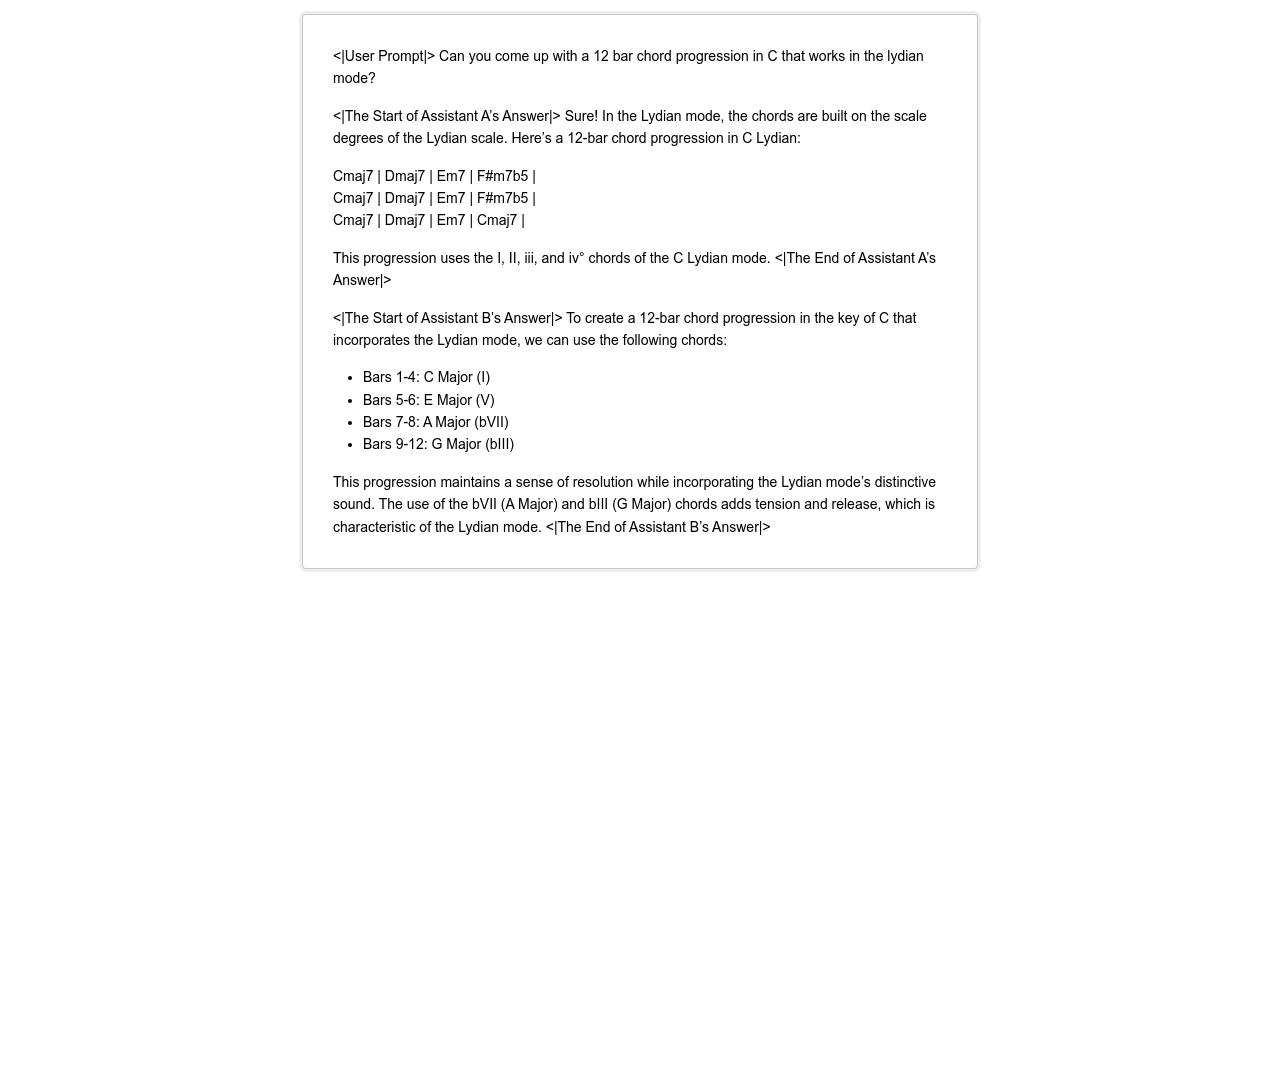 <|User Prompt|> Can you come up with a 12 bar chord progression in C that works in the lydian
mode?
<|The Start of Assistant A’s Answer|> Sure! In the Lydian mode, the chords are built on the scale
degrees of the Lydian scale. Here’s a 12-bar chord progression in C Lydian:
Cmaj7 | Dmaj7 | Em7 | F#m7b5 |
Cmaj7 | Dmaj7 | Em7 | F#m7b5 |
Cmaj7 | Dmaj7 | Em7 | Cmaj7 |
This progression uses the I, II, iii, and iv° chords of the C Lydian mode. <|The End of Assistant A’s
Answer|>
<|The Start of Assistant B’s Answer|> To create a 12-bar chord progression in the key of C that
incorporates the Lydian mode, we can use the following chords:
• Bars 1-4: C Major (I)
• Bars 5-6: E Major (V)
• Bars 7-8: A Major (bVII)
• Bars 9-12: G Major (bIII)
This progression maintains a sense of resolution while incorporating the Lydian mode’s distinctive
sound. The use of the bVII (A Major) and bIII (G Major) chords adds tension and release, which is
characteristic of the Lydian mode. <|The End of Assistant B’s Answer|>